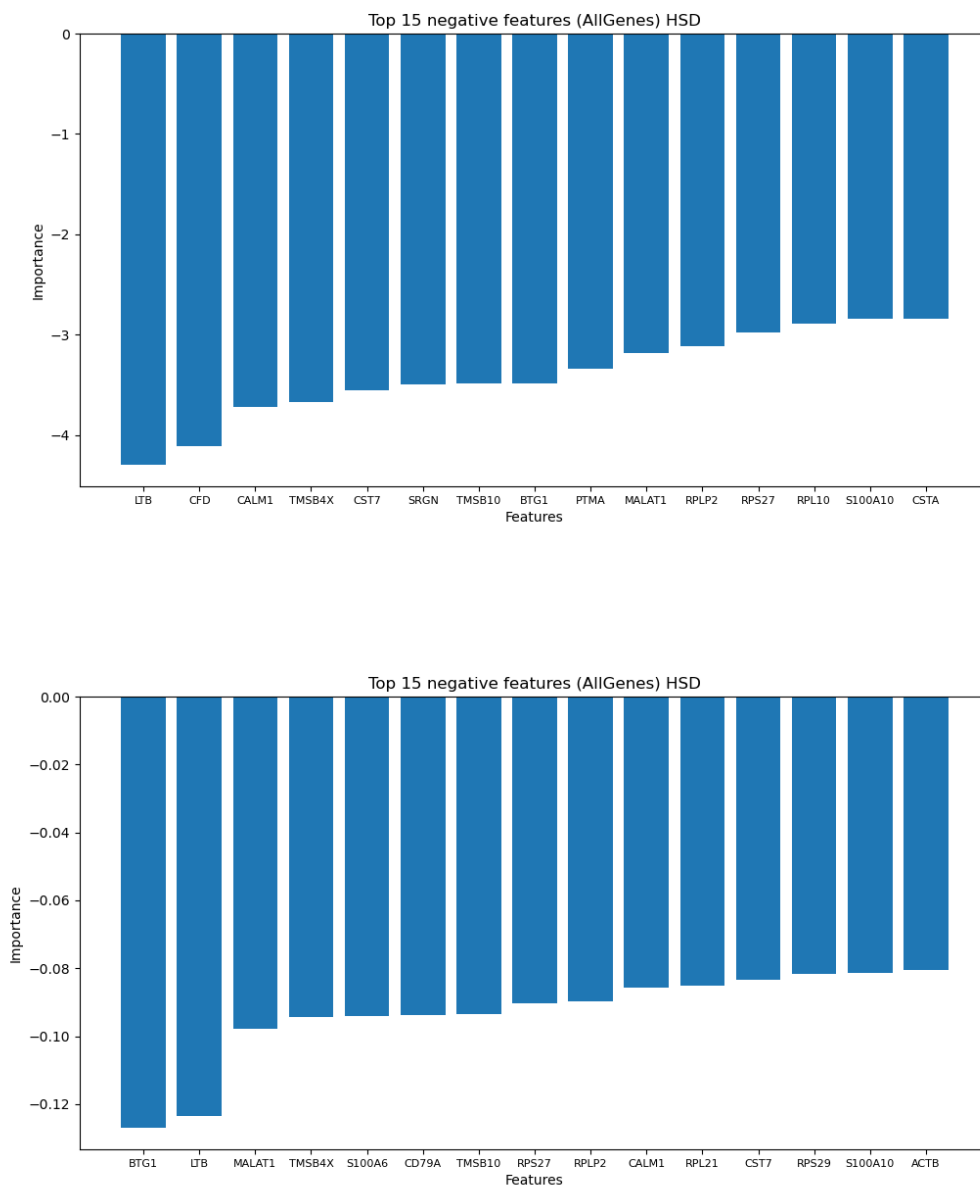 Top 15 negative features (AllGenes) HSD
0
−1
−2
−3
−4
Importance
LTB CFD CALM1 TMSB4X CST7 SRGN TMSB10 BTG1 PTMA MALAT1 RPLP2 RPS27 RPL10 S100A10 CSTA
Features
Top 15 negative features (AllGenes) HSD
0.00
−0.02
−0.04
−0.06
−0.08
−0.10
−0.12
Importance
BTG1 LTB MALAT1 TMSB4X S100A6 CD79A TMSB10 RPS27 RPLP2 CALM1 RPL21 CST7 RPS29 S100A10 ACTB
Features